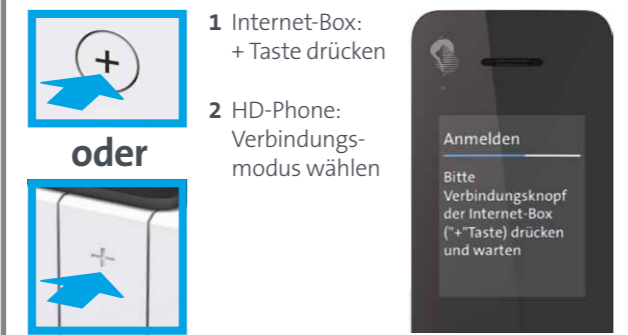 +
oder
+
1 Internet-Box:
+ Taste drücken
2 HD-Phone:
Verbindungs-
modus wählen
Anmelden
Bitte
Verbindungsknopf
der Internet-Box
("+"Taste) drücken
und warten